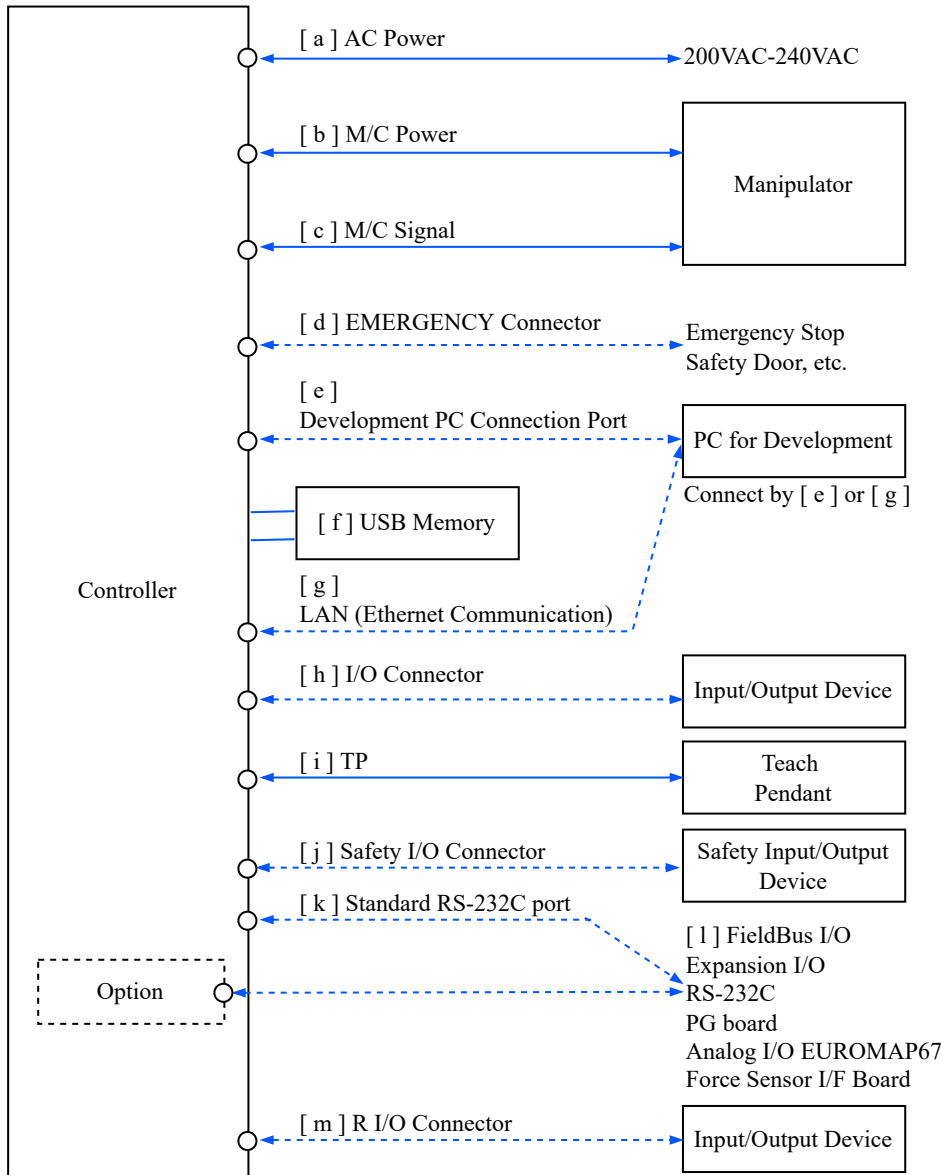 [ a ] AC Power
200VAC-240VAC
[ b ] M/C Power
Manipulator
[ c ] M/C Signal
[ d ] EMERGENCY Connector
Emergency Stop
Safety Door, etc.
[ e ]
Development PC Connection Port
PC for Development
Connect by [ e ] or [ g ]
[ f ] USB Memory
Controller
[ g ]
LAN (Ethernet Communication)
[ h ] I/O Connector
Input/Output Device
[ i ] TP
Teach
Pendant
[ j ] Safety I/O Connector
Safety Input/Output
Device
[ k ] Standard RS-232C port
Option
[ l ] FieldBus I/O
Expansion I/O
RS-232C
PG board
Analog I/O EUROMAP67
Force Sensor I/F Board
[ m ] R I/O Connector
Input/Output Device